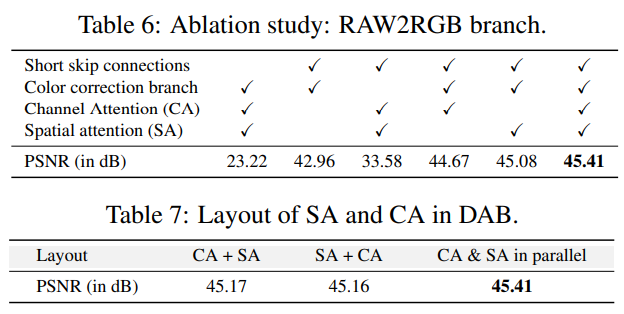 Table 6: Ablation study: RAW2RGB branch.
Short skip connections ✓ ✓ ✓ ✓ ✓
Color correction branch ✓ ✓ ✓ ✓ ✓
Channel Attention (CA) ✓ ✓ ✓ ✓
Spatial attention (SA) ✓ ✓ ✓ ✓
PSNR (in dB) 23.22 42.96 33.58 44.67 45.08 45.41
Table 7: Layout of SA and CA in DAB.
Layout CA + SA SA + CA CA & SA in parallel
PSNR (in dB) 45.17 45.16 45.41